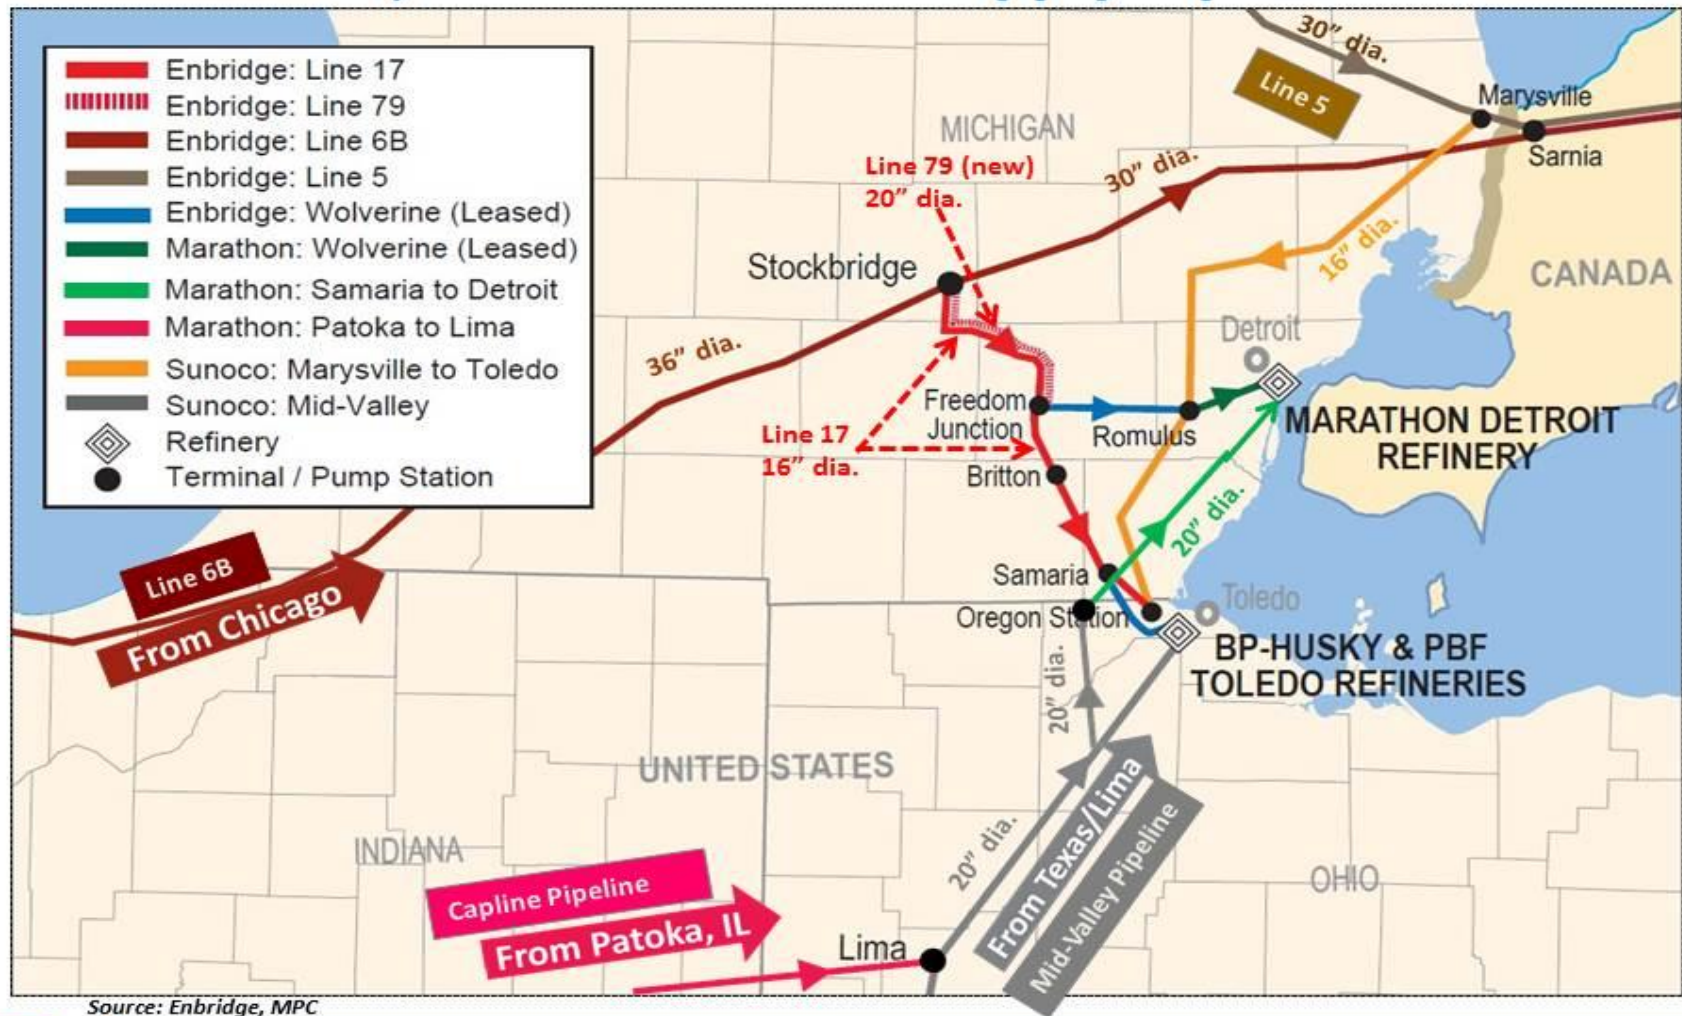 Enbridge: Line 17
Enbridge: Line 79
Enbridge: Line 6B
Enbridge: Line 5
Enbridge: Wolverine (Leased)
Marathon: Wolverine (Leased)
Marathon: Samaria to Detroit
Marathon: Patoka to Lima
Sunoco: Marysville to Toledo
Sunoco: Mid-Valley
Refinery
Terminal / Pump Station
30” dia.
Line 5
Marysville
Sarnia
MICHIGAN
Line 79 (new)
20” dia.
30” dia.
16” dia.
CANADA
Stockbridge
36” dia.
Detroit
Freedom
Junction
Romulus
MARATHON DETROIT
REFINERY
Line 17
16” dia.
Britton
20” dia.
Samaria
Oregon Station
Toledo
BP-HUSKY & PBF
TOLEDO REFINERIES
Line 6B
From Chicago
20” dia.
UNITED STATES
INDIANA
OHIO
20” dia.
From Texas/Lima
Mid-Valley Pipeline
Capline Pipeline
From Patoka, IL
Lima
Source: Enbridge, MPC